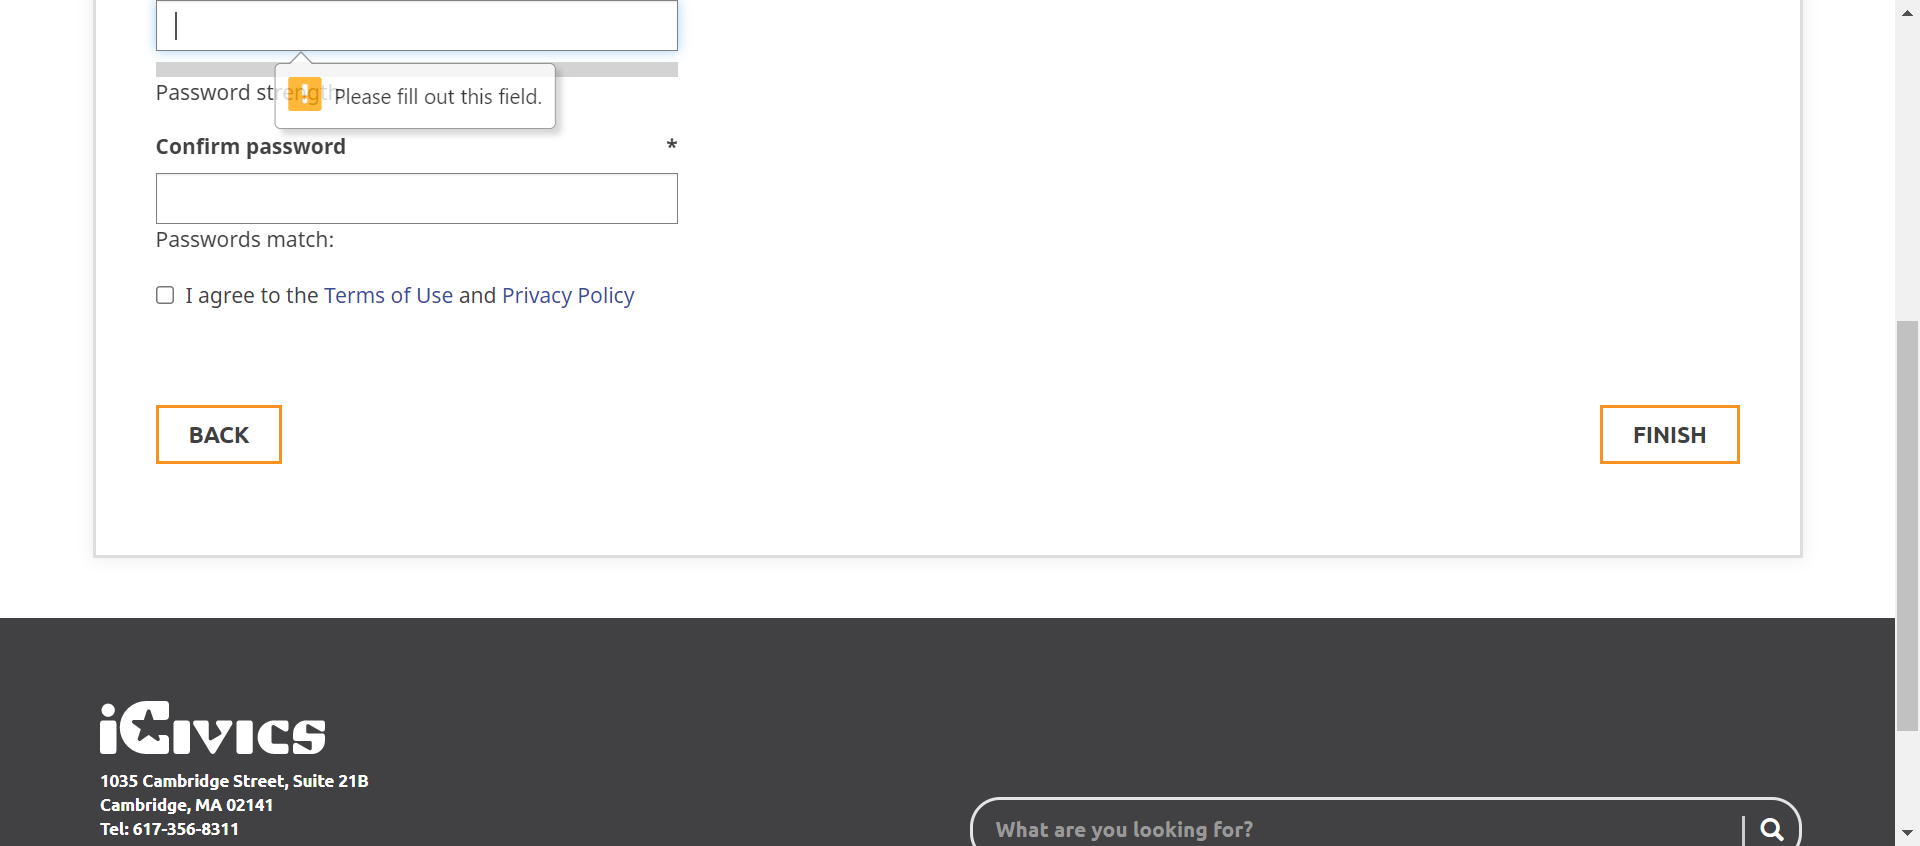 Password strength
Please fill out this field.
Confirm password *
Passwords match:
I agree to the Terms of Use and Privacy Policy
BACK
FINISH
iCivics
1035 Cambridge Street, Suite 21B
Cambridge, MA 02141
Tel: 617-356-8311
What are you looking for?